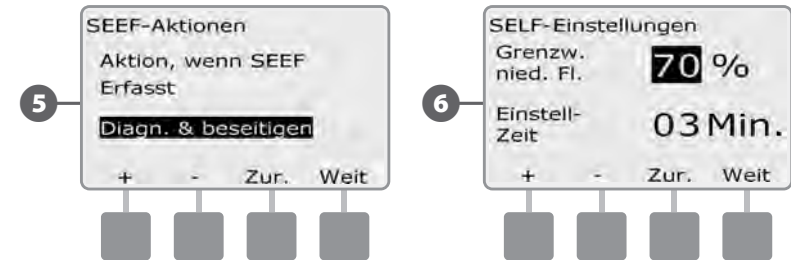 5
SEEF-Aktionen
Aktion, wenn SEEF
Erfasst
Diagn. & beseitigen
+ - Zur. Weit
6
SELF-Einstellungen
Grenzw.
nied. Fl. 70 %
Einstell-
Zeit 03 Min.
+ - Zur. Weit